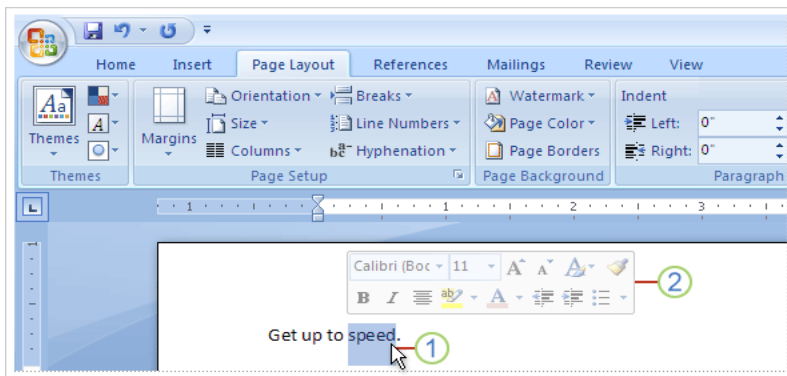 Home Insert Page Layout References Mailings Review View
Themes Margins Orientation Breaks Watermark Indent
Size Line Numbers Page Color Left: 0"
Columns Hyphenation Page Borders Right: 0"
Themes Page Setup Page Background Paragraph
1 1 2 3
Calibri (Boc 11
Get up to speed.
1
2